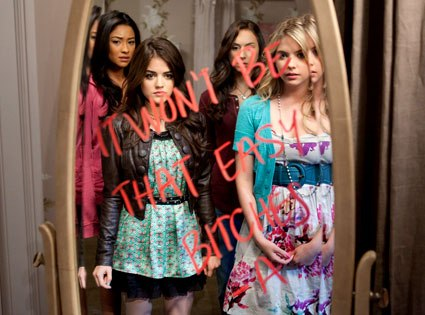 IT WON'T BE
THAT EASY
BITCHES
A